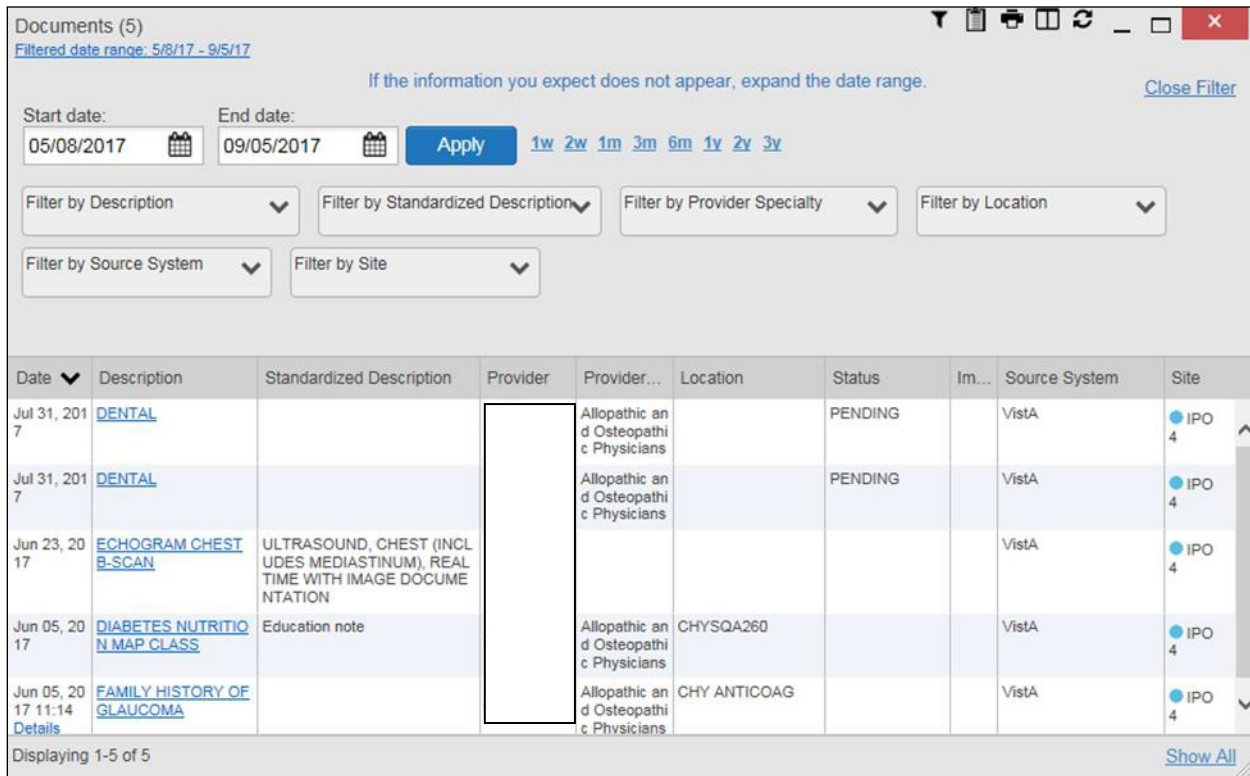 Documents (5)
Filtered date range: 5/8/17 - 9/5/17
If the information you expect does not appear, expand the date range.
Close Filter
Start date:
End date:
05/08/2017
09/05/2017
Apply
1w 2w 1m 3m 6m 1y 2y 3y
Filter by Description
Filter by Standardized Description
Filter by Provider Specialty
Filter by Location
Filter by Source System
Filter by Site
Date Description Standardized Description Provider Provider... Location Status Im... Source System Site
Jul 31, 201 DENTAL Allopathic an PENDING VistA IPO
7 d Osteopathi 4
c Physicians
Jul 31, 201 DENTAL Allopathic an PENDING VistA IPO
7 d Osteopathi 4
c Physicians
Jun 23, 20 ECHOGRAM CHEST ULTRASOUND, CHEST (INCL VistA IPO
17 B-SCAN UDES MEDIASTINUM), REAL 4
TIME WITH IMAGE DOCUME
NTATION
Jun 05, 20 DIABETES NUTRITIO Education note Allopathic an CHYSQA260 VistA IPO
17 N MAP CLASS d Osteopathi 4
c Physicians
Jun 05, 20 FAMILY HISTORY OF Allopathic an CHY ANTICOAG VistA IPO
17 11:14 GLAUCOMA d Osteopathi 4
Details c Physicians
Displaying 1-5 of 5
Show All